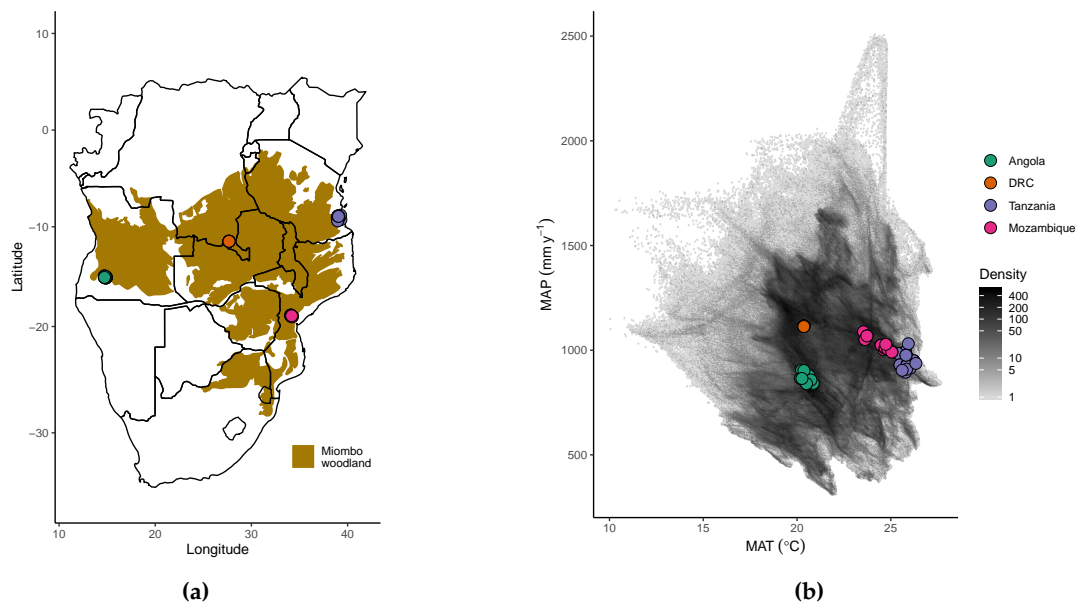 10
0
−10
−20
−30
Latitude
10
20
30
40
Longitude
Miombo
woodland
(a)
2500
2000
1500
1000
500
MAP (mm y⁻¹)
10
15
20
25
MAT (°C)
(b)
Angola
DRC
Tanzania
Mozambique
Density
400
200
100
50
10
5
1